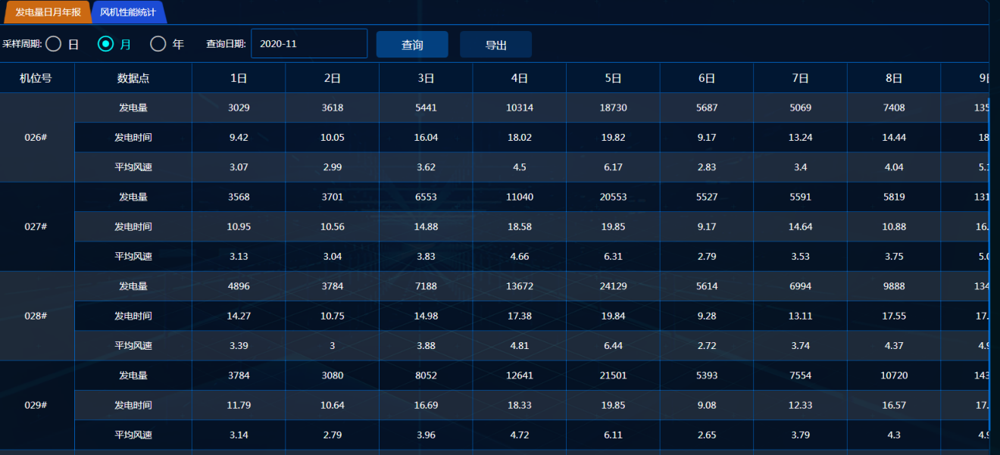 发电量日月年报 风机性能统计
采样周期: 日 月 年 查询日期: 2020-11 查询 导出
机位号 数据点 1日 2日 3日 4日 5日 6日 7日 8日 9日
发电量 3029 3618 5441 10314 18730 5687 5069 7408 135
026# 发电时间 9.42 10.05 16.04 18.02 19.82 9.17 13.24 14.44 18
平均风速 3.07 2.99 3.62 4.5 6.17 2.83 3.4 4.04 5.1
发电量 3568 3701 6553 11040 20553 5527 5591 5819 131
027# 发电时间 10.95 10.56 14.88 18.58 19.85 9.17 14.64 10.88 16.
平均风速 3.13 3.04 3.83 4.66 6.31 2.79 3.53 3.75 5.0
发电量 4896 3784 7188 13672 24129 5614 6994 9888 134
028# 发电时间 14.27 10.75 14.98 17.38 19.84 9.28 13.11 17.55 17.
平均风速 3.39 3 3.88 4.81 6.44 2.72 3.74 4.37 4.9
发电量 3784 3080 8052 12641 21501 5393 7554 10720 143
029# 发电时间 11.79 10.64 16.69 18.33 19.85 9.08 12.33 16.57 17.
平均风速 3.14 2.79 3.96 4.72 6.11 2.65 3.79 4.3 4.9